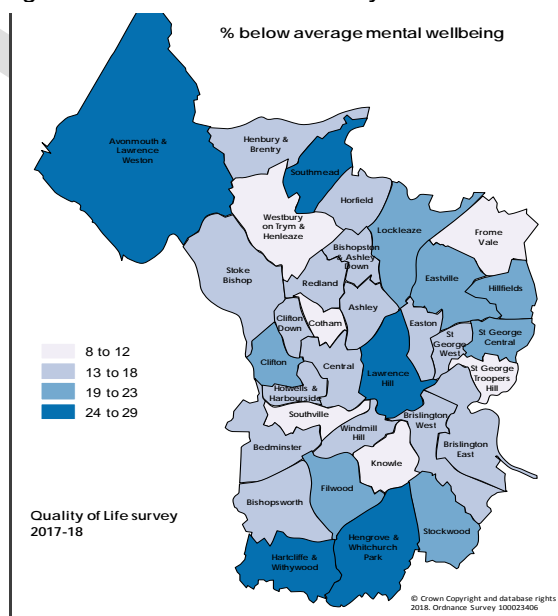 % below average mental wellbeing
Avonmouth &
Lawrence
Weston
Henbury &
Brentry
Southmead
Horfield
Westbury
on Trym &
Henleaze
Lockleaze
Frome
Vale
Bishopston
& Ashley
Down
Stoke
Bishop
Redland
Eastville
Hillfields
Ashley
Clifton
Down
Cotham
Easton
St
George
West
St George
Central
Clifton
Central
Lawrence
Hill
St George
Troopers
Hill
Hotwells &
Harbourside
Southville
Brislington
West
Windmill
Hill
Brislington
East
Bedminster
Knowle
Filwood
Bishopsworth
Stockwood
Hengrove &
Whitchurch
Park
Hartcliffe &
Withywood
8 to 12
13 to 18
19 to 23
24 to 29
Quality of Life survey
2017-18
© Crown Copyright and database rights
2018. Ordnance Survey 100023406